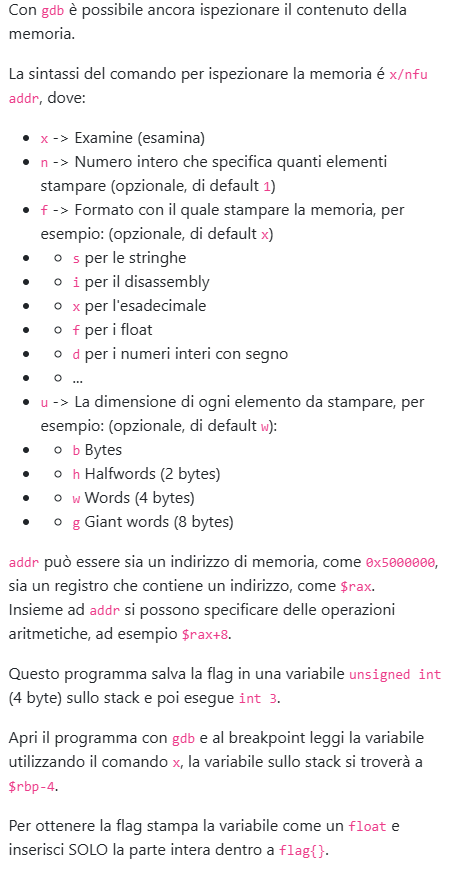 Con gdb è possibile ancora ispezionare il contenuto della
memoria.
La sintassi del comando per ispezionare la memoria é x/nfu
addr, dove:
• x -> Examine (esamina)
• n -> Numero intero che specifica quanti elementi
stampare (opzionale, di default 1)
• f -> Formato con il quale stampare la memoria, per
esempio: (opzionale, di default x)
• ◦ s per le stringhe
• ◦ i per il disassembly
• ◦ x per l'esadecimale
• ◦ f per i float
• ◦ d per i numeri interi con segno
• ◦ ...
• u -> La dimensione di ogni elemento da stampare, per
esempio: (opzionale, di default w):
• ◦ b Bytes
• ◦ h Halfwords (2 bytes)
• ◦ w Words (4 bytes)
• ◦ g Giant words (8 bytes)
addr può essere sia un indirizzo di memoria, come 0x5000000,
sia un registro che contiene un indirizzo, come $rax.
Insieme ad addr si possono specificare delle operazioni
aritmetiche, ad esempio $rax+8.
Questo programma salva la flag in una variabile unsigned int
(4 byte) sullo stack e poi esegue int 3.
Apri il programma con gdb e al breakpoint leggi la variabile
utilizzando il comando x, la variabile sullo stack si troverà a
$rbp-4.
Per ottenere la flag stampa la variabile come un float e
inserisci SOLO la parte intera dentro a flag{}.